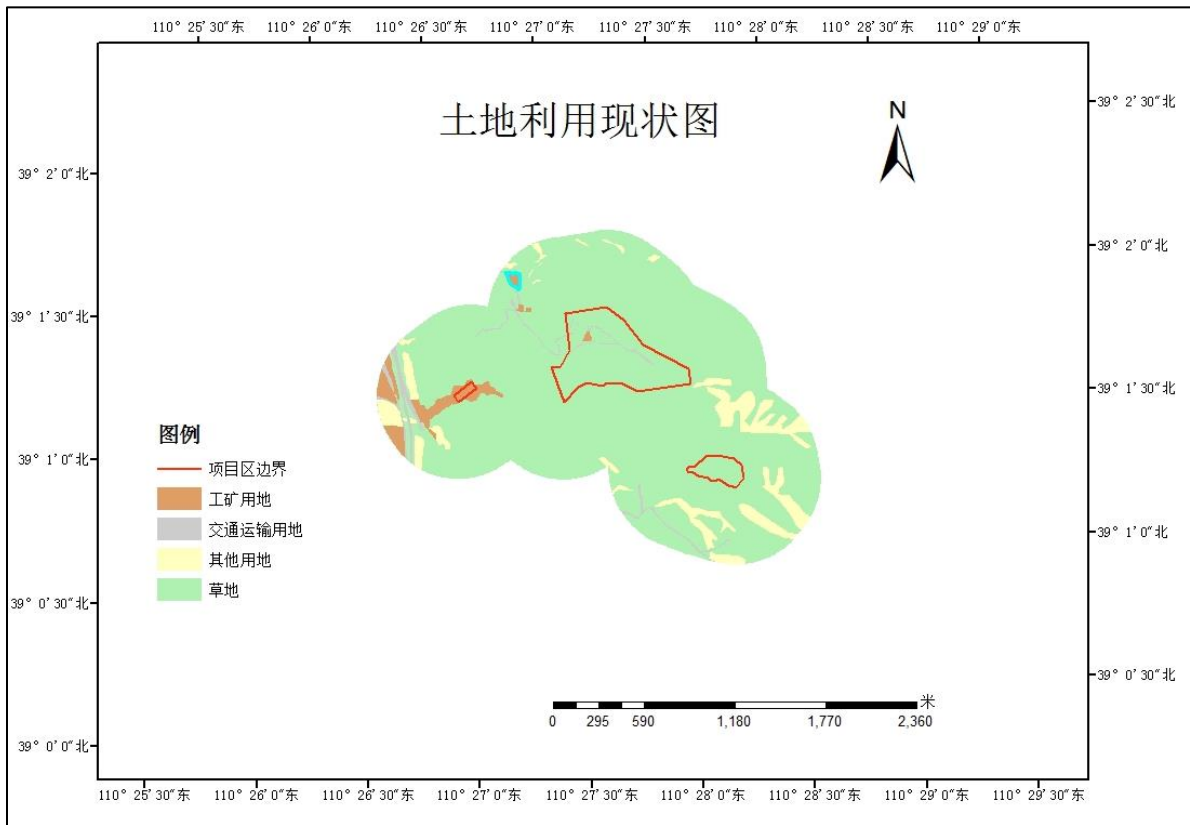 110° 25′30″东 110° 26′0″东 110° 26′30″东 110° 27′0″东 110° 27′30″东 110° 28′0″东 110° 28′30″东 110° 29′0″东
土地利用现状图
N
39° 2′0″北
39° 1′30″北
39° 1′0″北
39° 0′30″北
39° 0′0″北
39° 2′30″北
39° 2′0″北
39° 1′30″北
39° 1′0″北
39° 0′30″北
图例
项目区边界
工矿用地
交通运输用地
其他用地
草地
米
0 295 590 1,180 1,770 2,360
110° 25′30″东 110° 26′0″东 110° 26′30″东 110° 27′0″东 110° 27′30″东 110° 28′0″东 110° 28′30″东 110° 29′0″东 110° 29′30″东